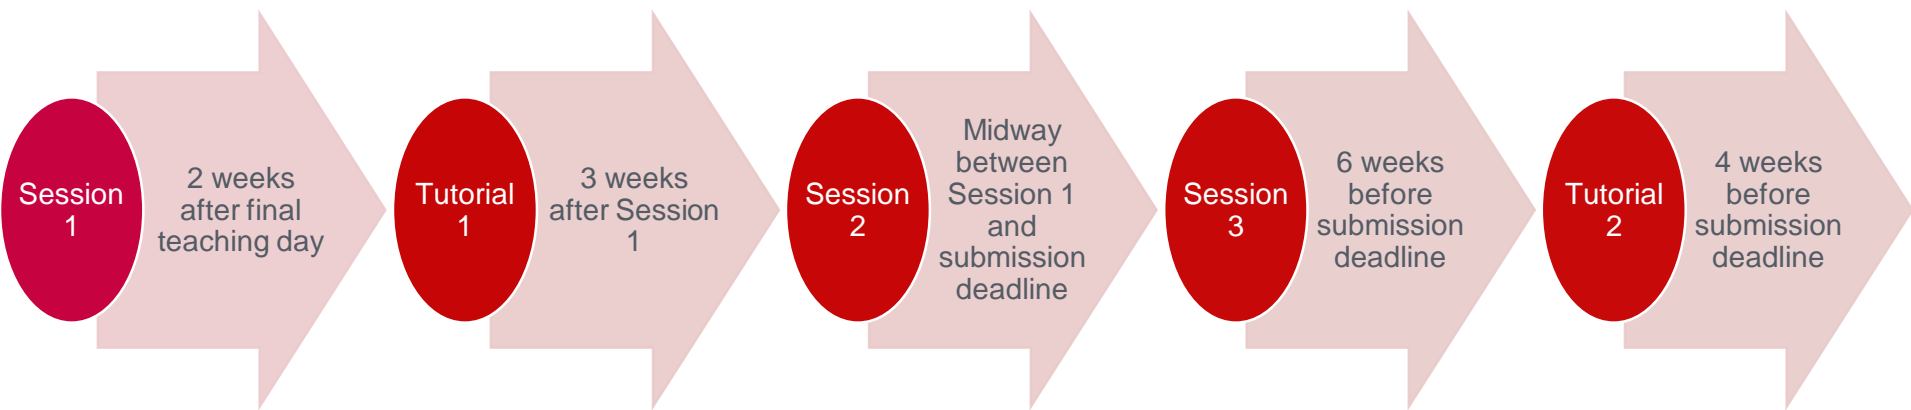 Session
1
2 weeks
after final
teaching day
Tutorial
1
3 weeks
after Session
1
Session
2
Midway
between
Session 1
and
submission
deadline
Session
3
6 weeks
before
submission
deadline
Tutorial
2
4 weeks
before
submission
deadline